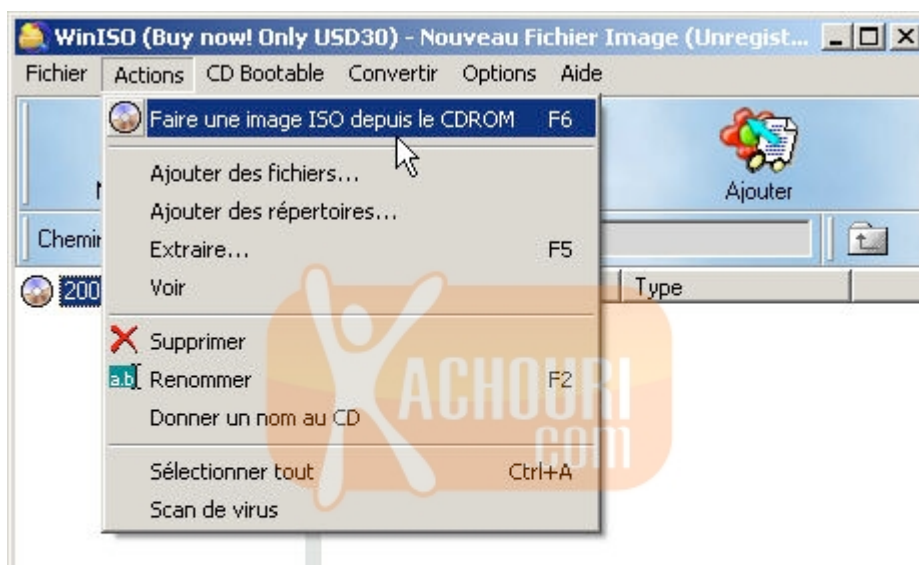 WinISO (Buy now! Only USD30) - Nouveau Fichier Image (Unregist...
Fichier Actions CD Bootable Convertir Options Aide
Faire une image ISO depuis le CDROM F6
Ajouter des fichiers...
Ajouter des répertoires...
Extraire... F5
Voir
Supprimer
a.b Renommer F2
Donner un nom au CD
Sélectionner tout Ctrl+A
Scan de virus
Ajouter
Type
200
KACHOURI
COM